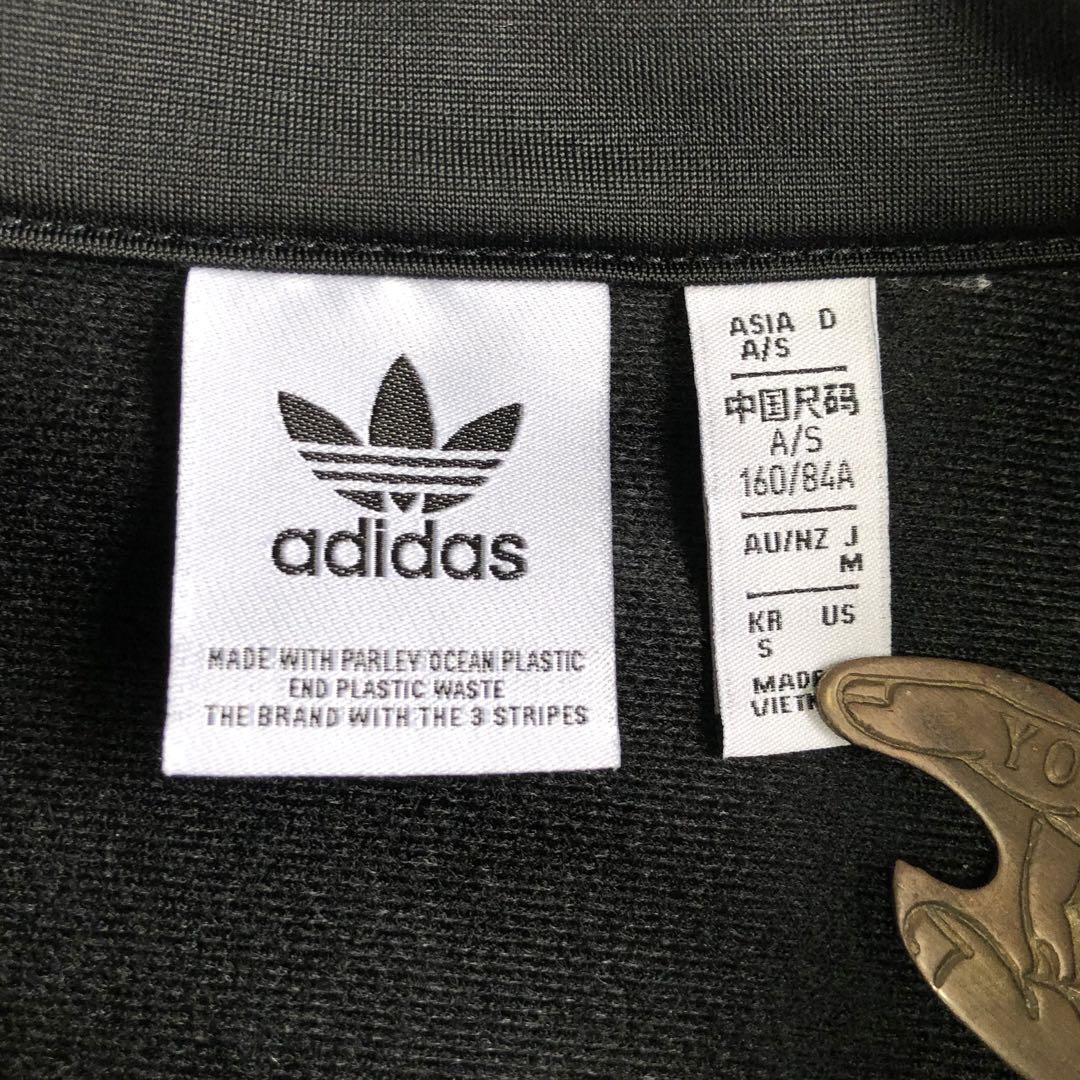 adidas
MADE WITH PARLEY OCEAN PLASTIC
END PLASTIC WASTE
THE BRAND WITH THE 3 STRIPES
ASIA D
A/S
中国尺码
A/S
160/84A
AU/NZ J
M
KR US
S
MADE